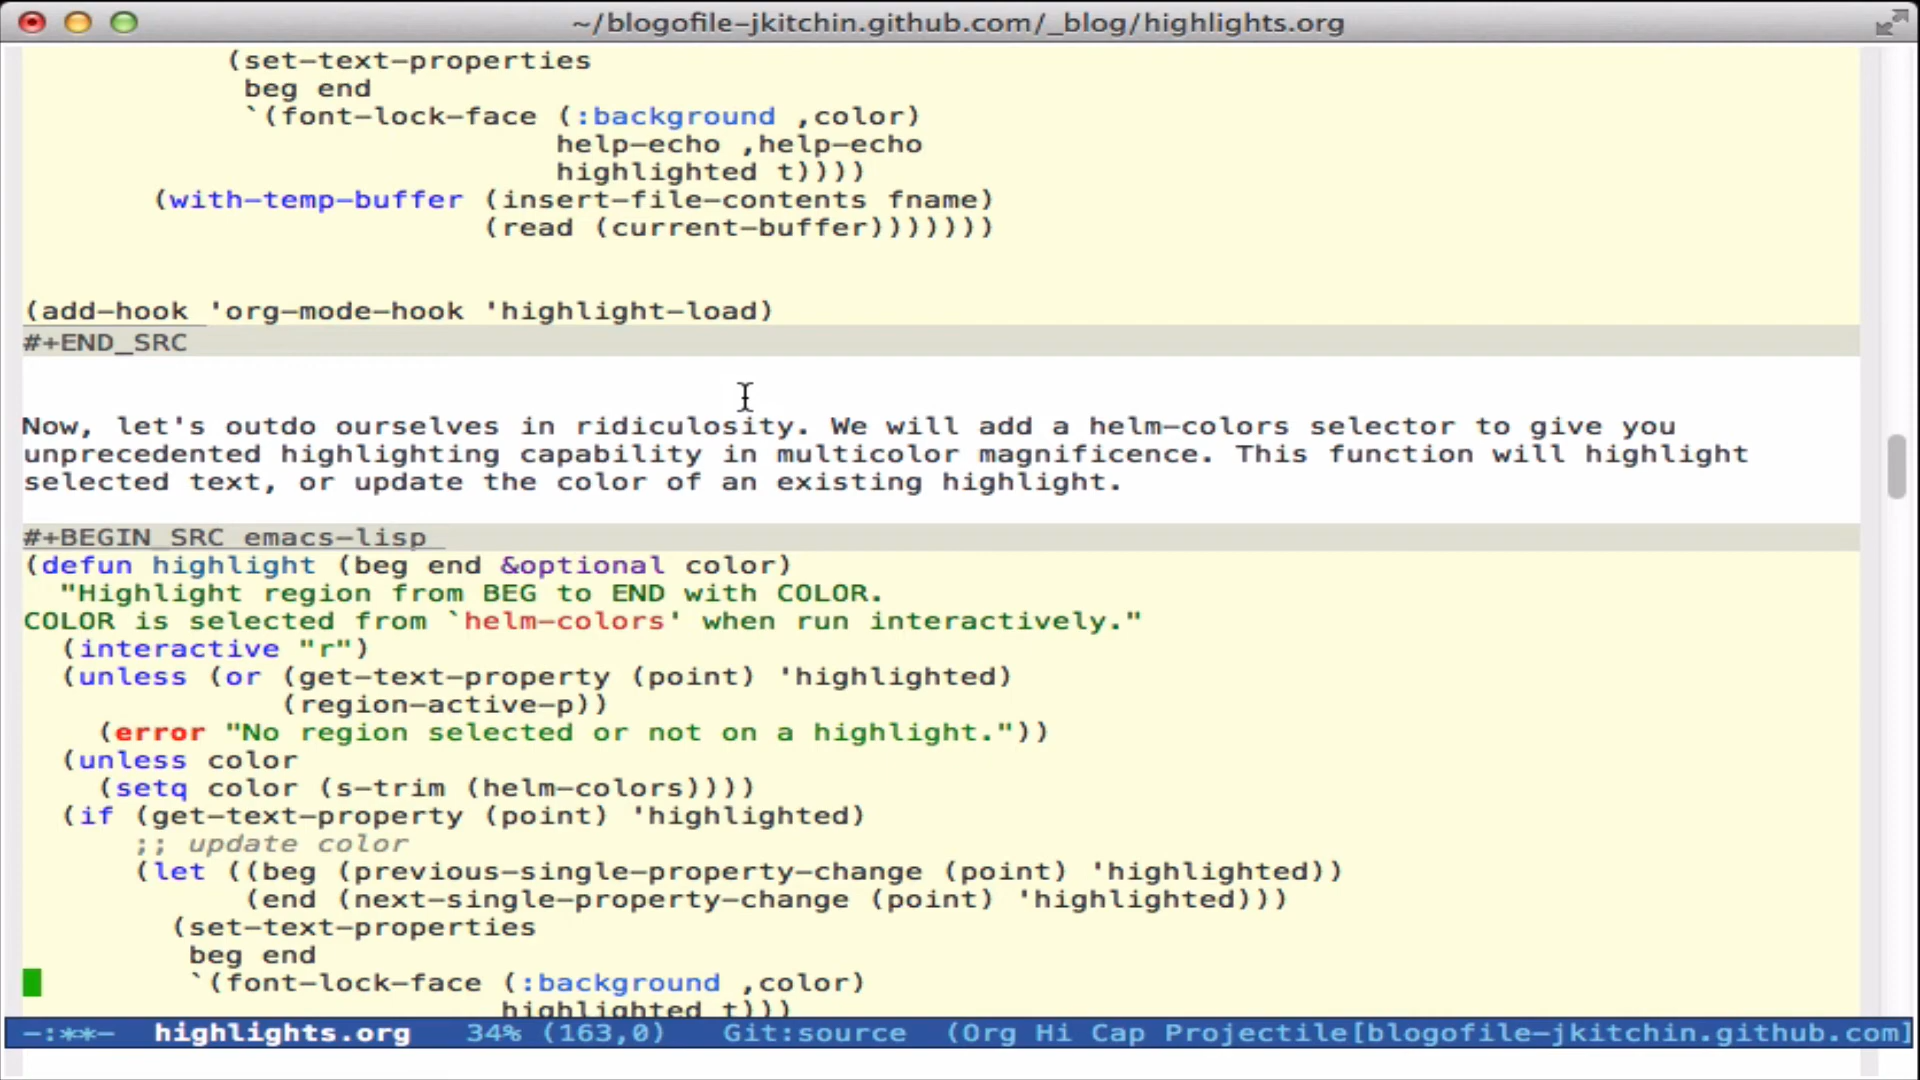 ~/blogofile-jkitchin.github.com/_blog/highlights.org
(set-text-properties
beg end
`(font-lock-face (:background ,color)
help-echo ,help-echo
highlighted t))))
(with-temp-buffer (insert-file-contents fname)
(read (current-buffer)))))))
(add-hook 'org-mode-hook 'highlight-load)
#+END_SRC
Now, let's outdo ourselves in ridiculosity. We will add a helm-colors selector to give you
unprecedented highlighting capability in multicolor magnificence. This function will highlight
selected text, or update the color of an existing highlight.
#+BEGIN_SRC emacs-lisp
(defun highlight (beg end &optional color)
"Highlight region from BEG to END with COLOR.
COLOR is selected from `helm-colors' when run interactively."
(interactive "r")
(unless (or (get-text-property (point) 'highlighted)
(region-active-p))
(error "No region selected or not on a highlight."))
(unless color
(setq color (s-trim (helm-colors))))
(if (get-text-property (point) 'highlighted)
;; update color
(let ((beg (previous-single-property-change (point) 'highlighted))
(end (next-single-property-change (point) 'highlighted)))
(set-text-properties
beg end
`(font-lock-face (:background ,color)
highlighted t)))
-:**- highlights.org 34% (163,0) Git:source (Org Hi Cap Projectile[blogofile-jkitchin.github.com]